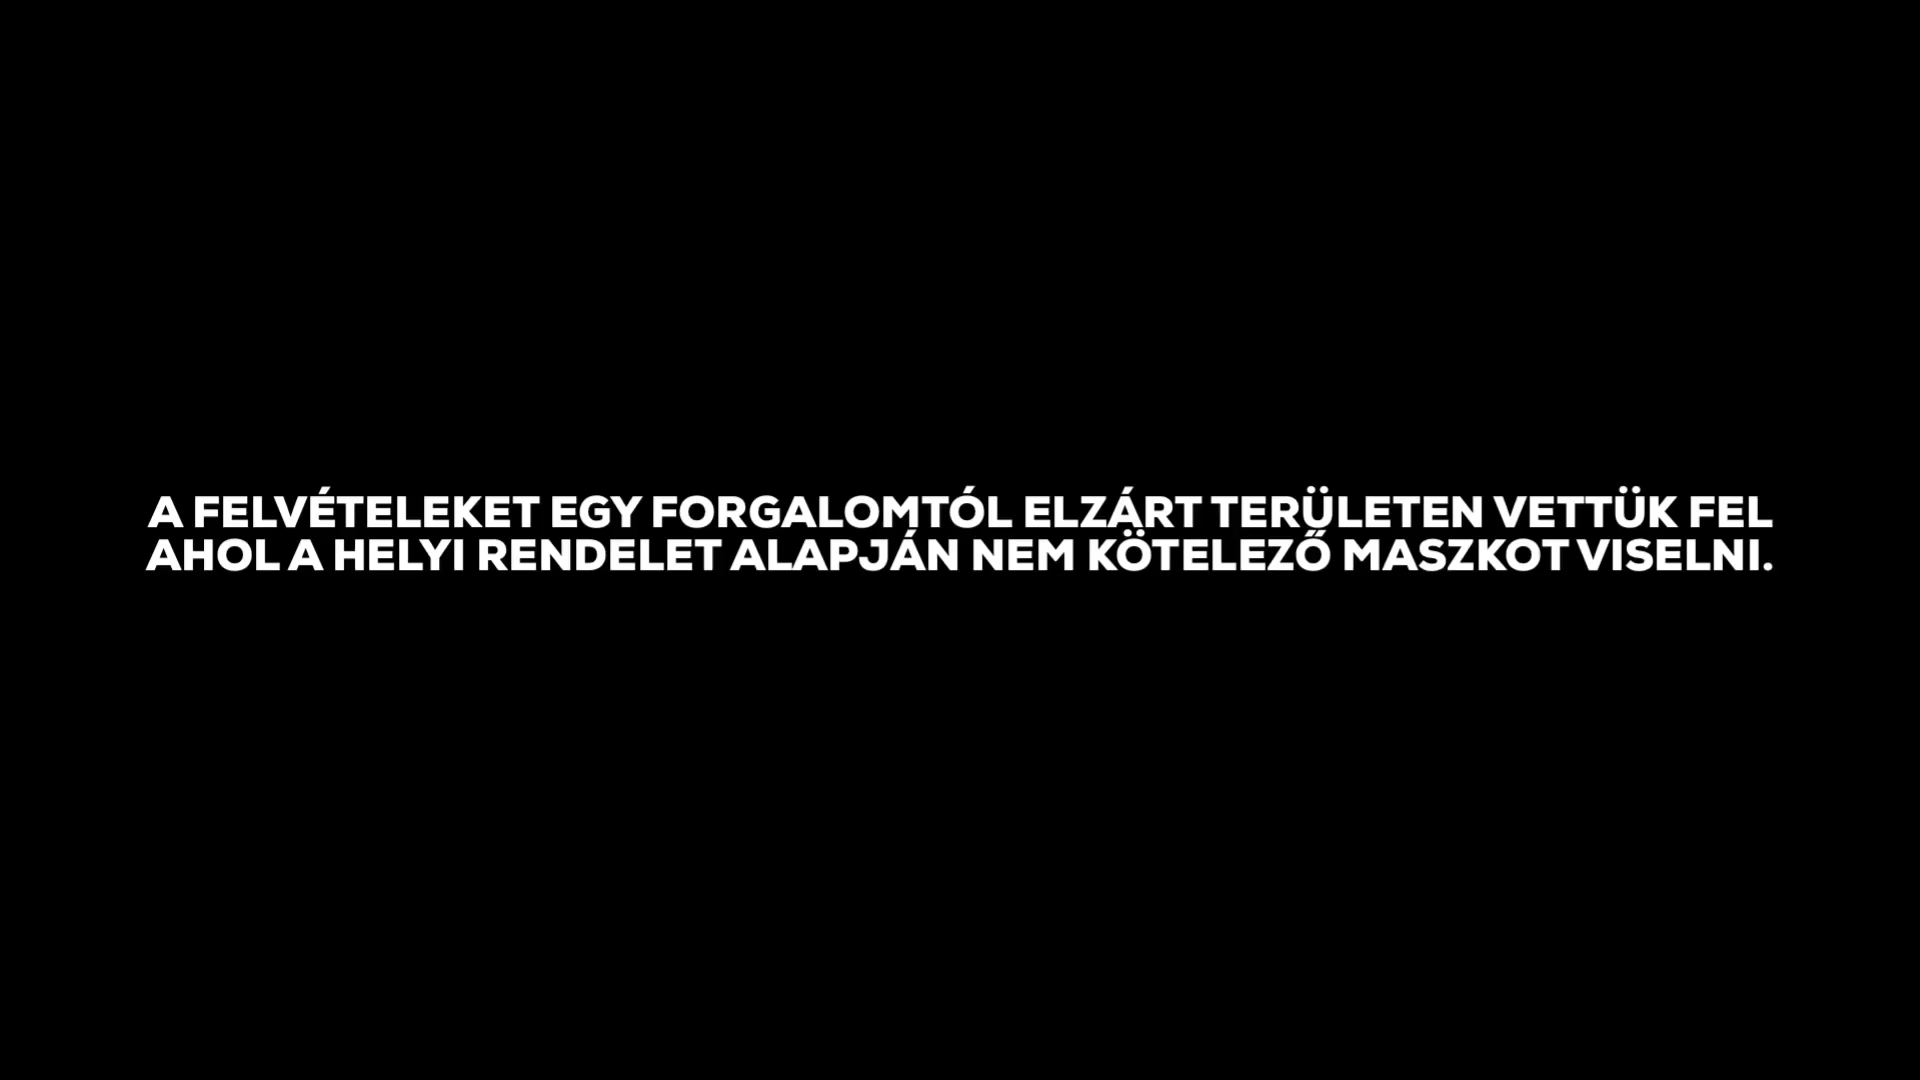 A FELVÉTELEKET EGY FORGALOMTÓL ELZÁRT TERÜLETEN VETTÜK FEL
AHOL A HELYI RENDELET ALAPJÁN NEM KÖTELEZŐ MASZKOT VISELNI.